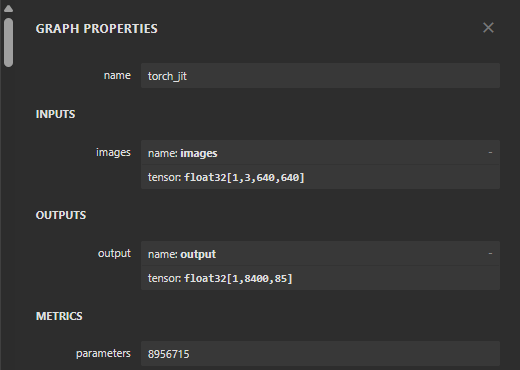 GRAPH PROPERTIES
name torch_jit
INPUTS
images name: images -
tensor: float32[1,3,640,640]
OUTPUTS
output name: output -
tensor: float32[1,8400,85]
METRICS
parameters 8956715